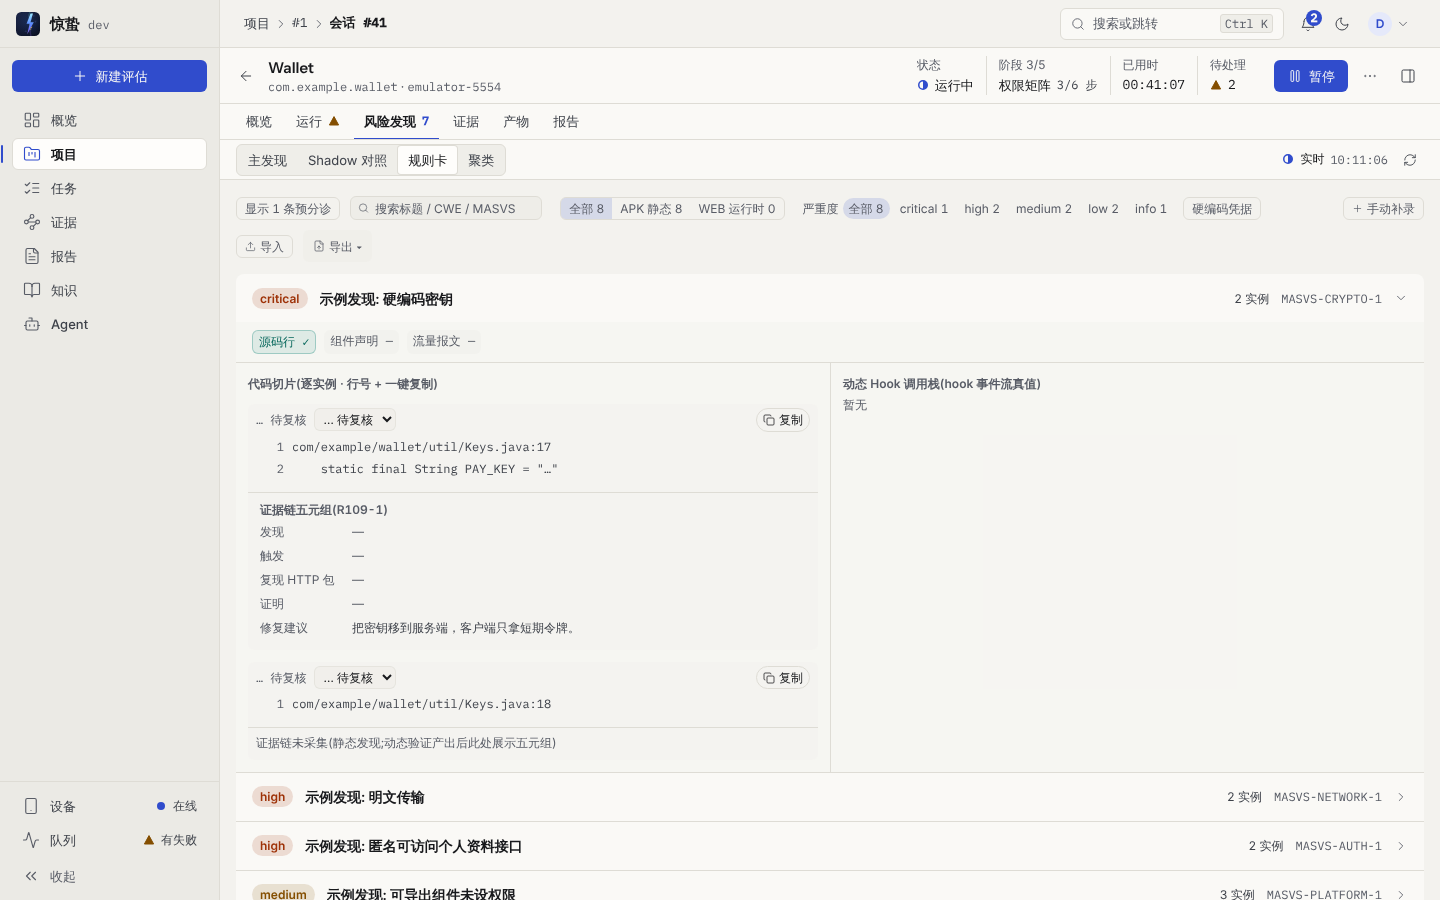 惊蛰 dev
项目 #1 会话 #41
搜索或跳转 Ctrl K
2
D
新建评估
概览
项目
任务
证据
报告
知识
Agent
Wallet
com.example.wallet · emulator-5554
状态 运行中
阶段 3/5 权限矩阵 3/6 步
已用时 00:41:07
待处理 2
暂停
概览 运行 风险发现 7 证据 产物 报告
主发现 Shadow 对照 规则卡 聚类
实时 10:11:06
显示 1 条预分诊 搜索标题 / CWE / MASVS 全部 8 APK 静态 8 WEB 运行时 0 严重度 全部 8 critical 1 high 2 medium 2 low 2 info 1 硬编码凭据 手动补录
导入 导出
critical 示例发现: 硬编码密钥 2 实例 MASVS-CRYPTO-1
源码行 ✓ 组件声明 — 流量报文 —
代码切片(逐实例 · 行号 + 一键复制)
… 待复核 … 待复核 复制
1 com/example/wallet/util/Keys.java:17
2 static final String PAY_KEY = "…"
证据链五元组(R109-1)
发现 —
触发 —
复现 HTTP 包 —
证明 —
修复建议 把密钥移到服务端，客户端只拿短期令牌。
… 待复核 … 待复核 复制
1 com/example/wallet/util/Keys.java:18
证据链未采集(静态发现;动态验证产出后此处展示五元组)
动态 Hook 调用栈(hook 事件流真值)
暂无
high 示例发现: 明文传输 2 实例 MASVS-NETWORK-1
high 示例发现: 匿名可访问个人资料接口 2 实例 MASVS-AUTH-1
medium 示例发现: 可导出组件未设权限 3 实例 MASVS-PLATFORM-1
设备 在线
队列 有失败
收起